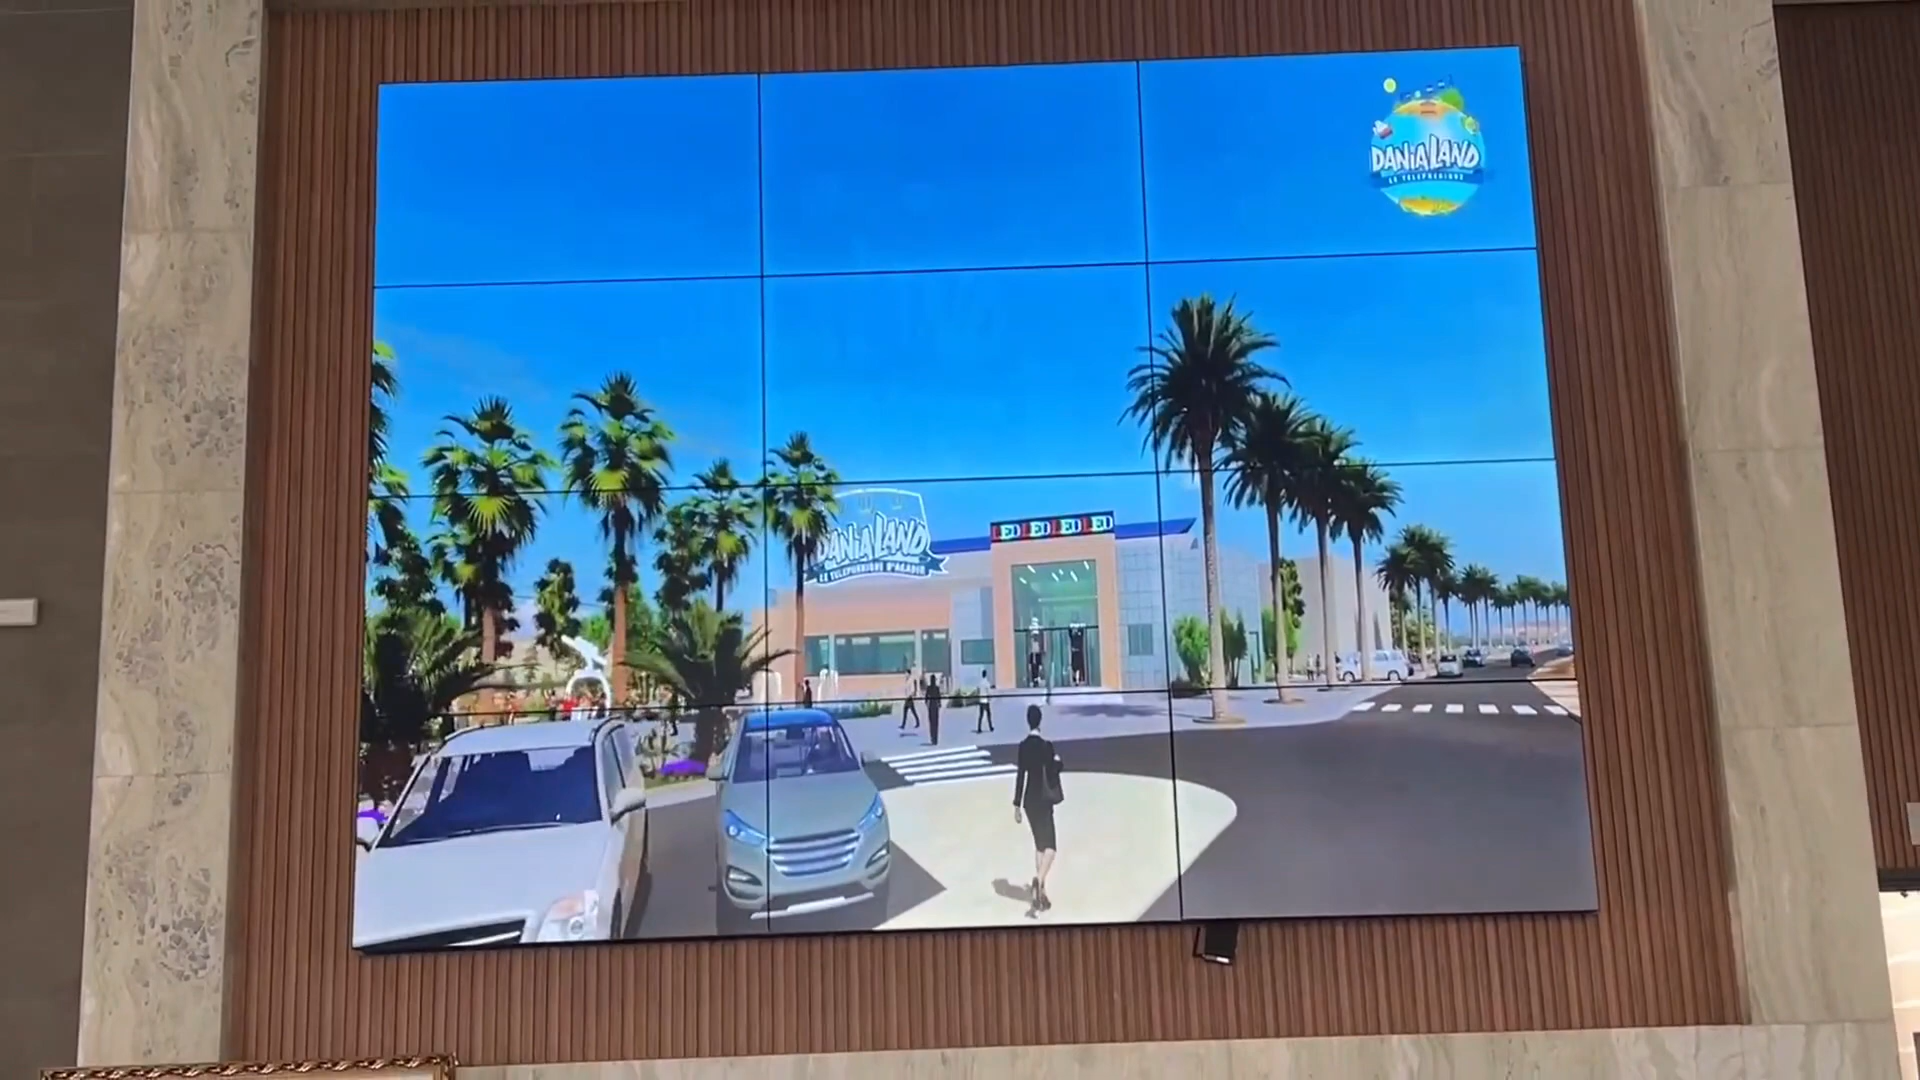 DANIALAND
LE TELEPHERIQUE
DANIALAND
LE TELEPHERIQUE D'AGADIR
LED LED LED LED